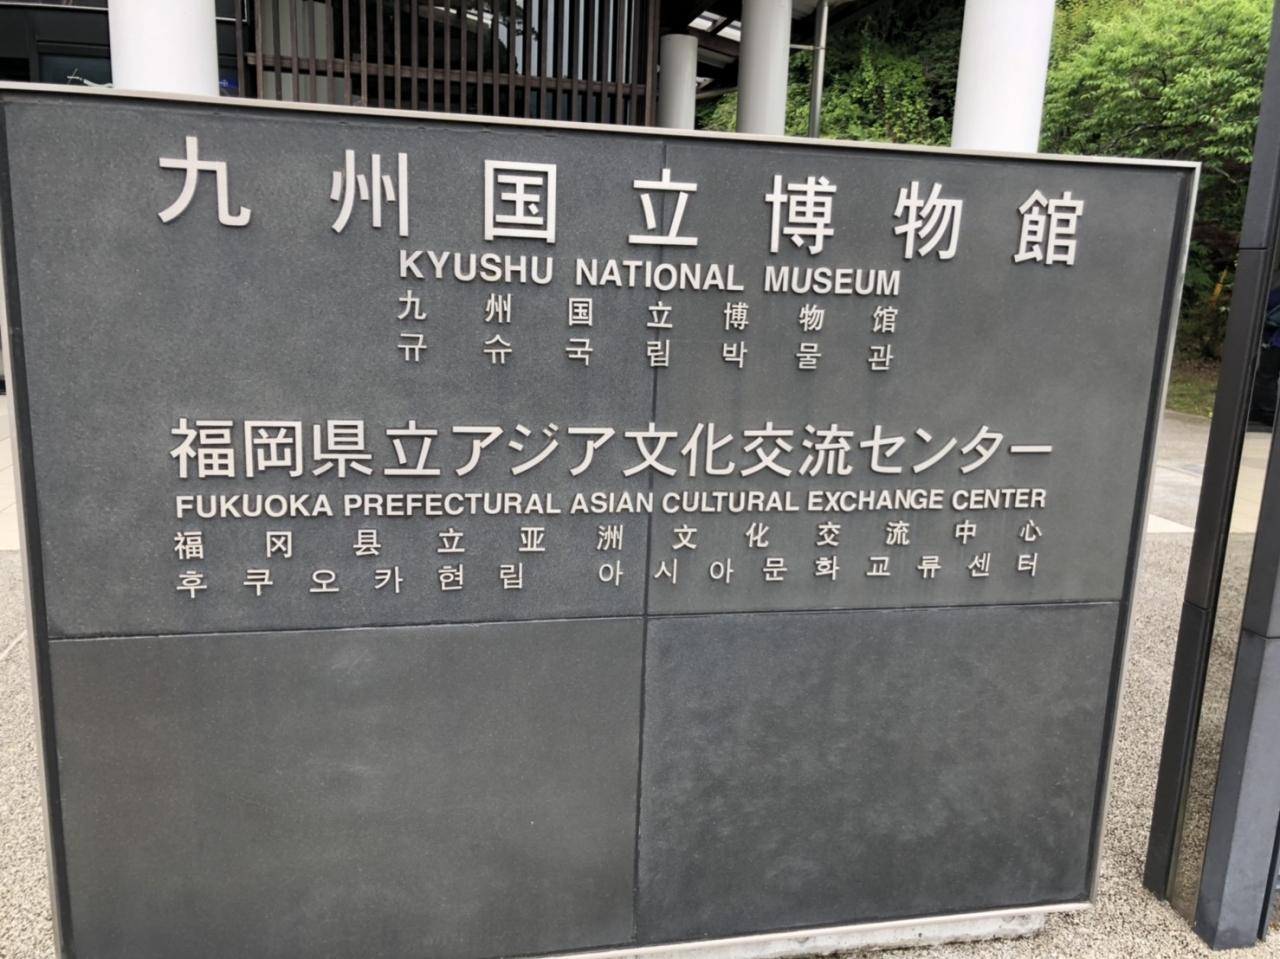 九州国立博物館
KYUSHU NATIONAL MUSEUM
九州国立博物馆
규슈국립박물관
福岡県立アジア文化交流センター
FUKUOKA PREFECTURAL ASIAN CULTURAL EXCHANGE CENTER
福冈县立亚洲文化交流中心
후쿠오카현립 아시아문화교류센터